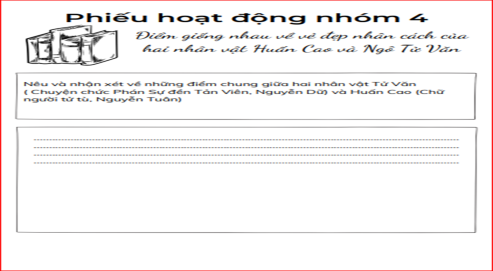 Phiếu hoạt động nhóm 4
Điểm giống nhau về vẻ đẹp nhân cách của
hai nhân vật Huấn Cao và Ngô Tử Văn
Nêu và nhận xét về những điểm chung giữa hai nhân vật Tử Văn
( Chuyện chức Phán Sự đền Tản Viên, Nguyễn Dữ) và Huấn Cao (Chữ
người tử tù, Nguyễn Tuân)